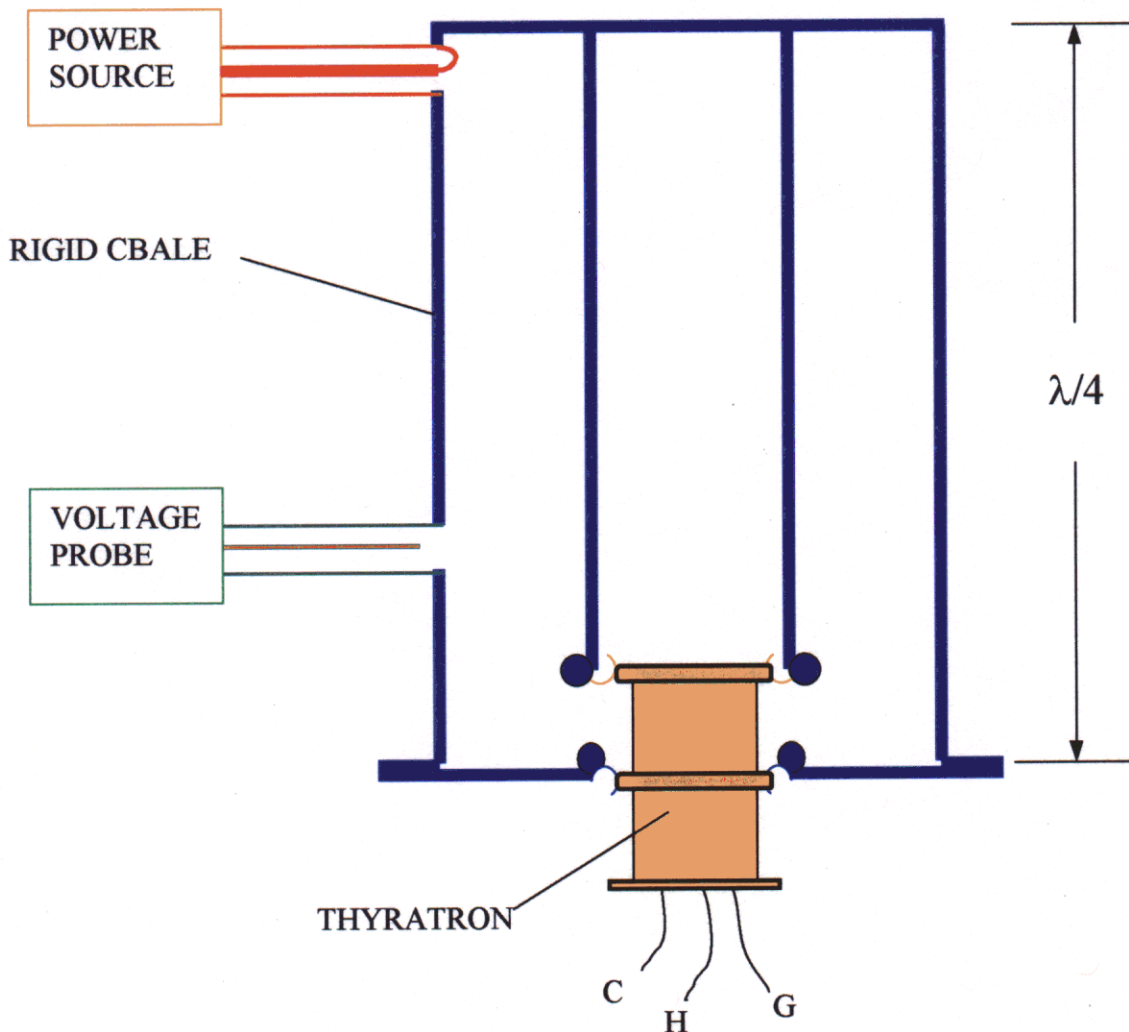 POWER
SOURCE
RIGID CBALE
λ/4
VOLTAGE
PROBE
THYRATRON
C
H
G